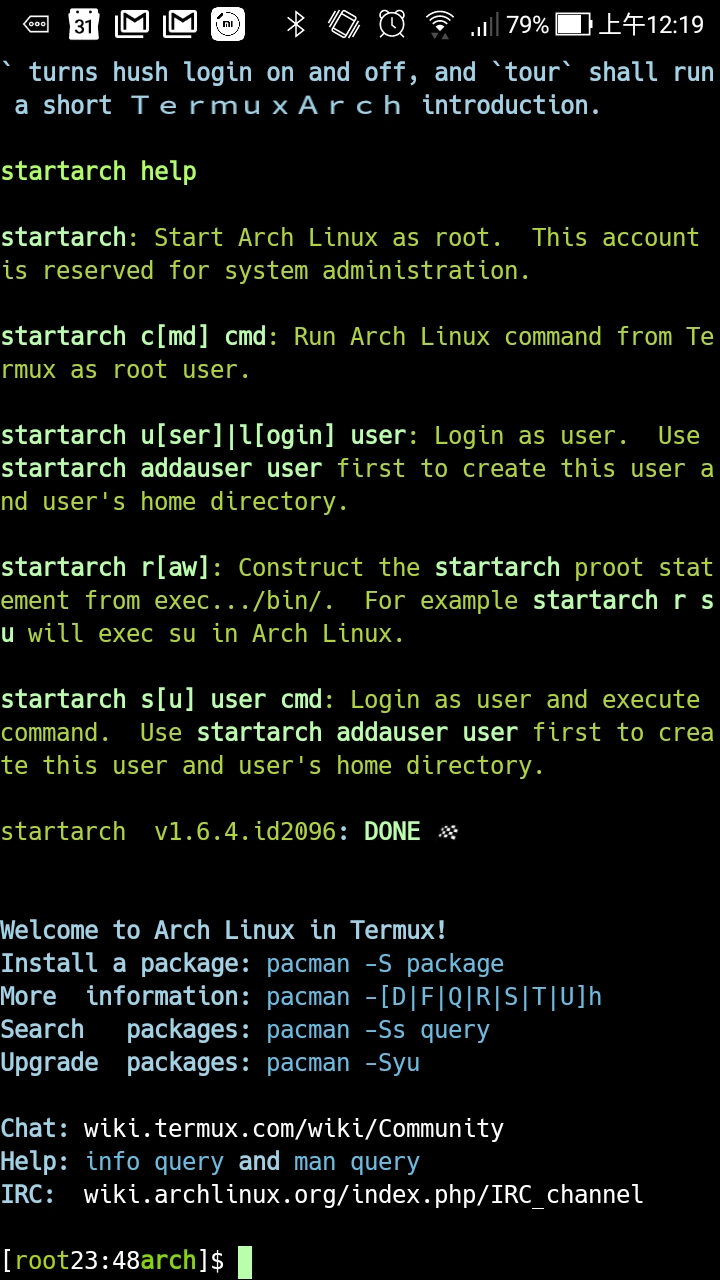 31 79% 上午12:19
` turns hush login on and off, and `tour` shall run
a short TermuxArch introduction.
startarch help
startarch: Start Arch Linux as root.  This account
is reserved for system administration.
startarch c[md] cmd: Run Arch Linux command from Te
rmux as root user.
startarch u[ser]|l[ogin] user: Login as user.  Use
startarch addauser user first to create this user a
nd user's home directory.
startarch r[aw]: Construct the startarch proot stat
ement from exec.../bin/.  For example startarch r s
u will exec su in Arch Linux.
startarch s[u] user cmd: Login as user and execute
command.  Use startarch addauser user first to crea
te this user and user's home directory.
startarch  v1.6.4.id2096: DONE 🏁
Welcome to Arch Linux in Termux!
Install a package: pacman -S package
More  information: pacman -[D|F|Q|R|S|T|U]h
Search   packages: pacman -Ss query
Upgrade  packages: pacman -Syu
Chat: wiki.termux.com/wiki/Community
Help: info query and man query
IRC:  wiki.archlinux.org/index.php/IRC_channel
[root23:48arch]$